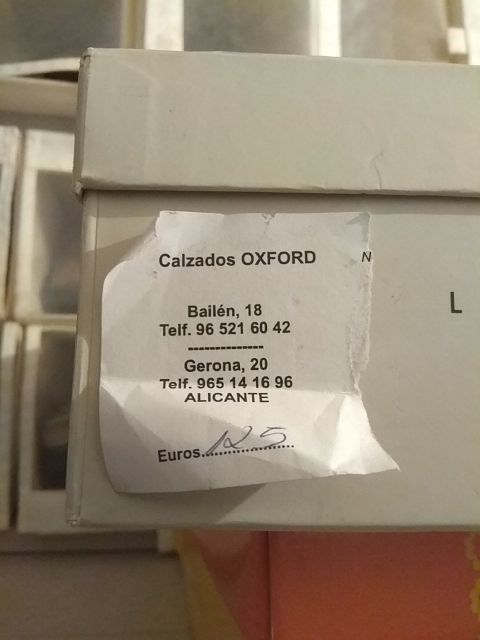 Calzados OXFORD
N
L
Bailén, 18
Telf. 96 521 60 42
--------------
Gerona, 20
Telf. 965 14 16 96
ALICANTE
Euros......125......